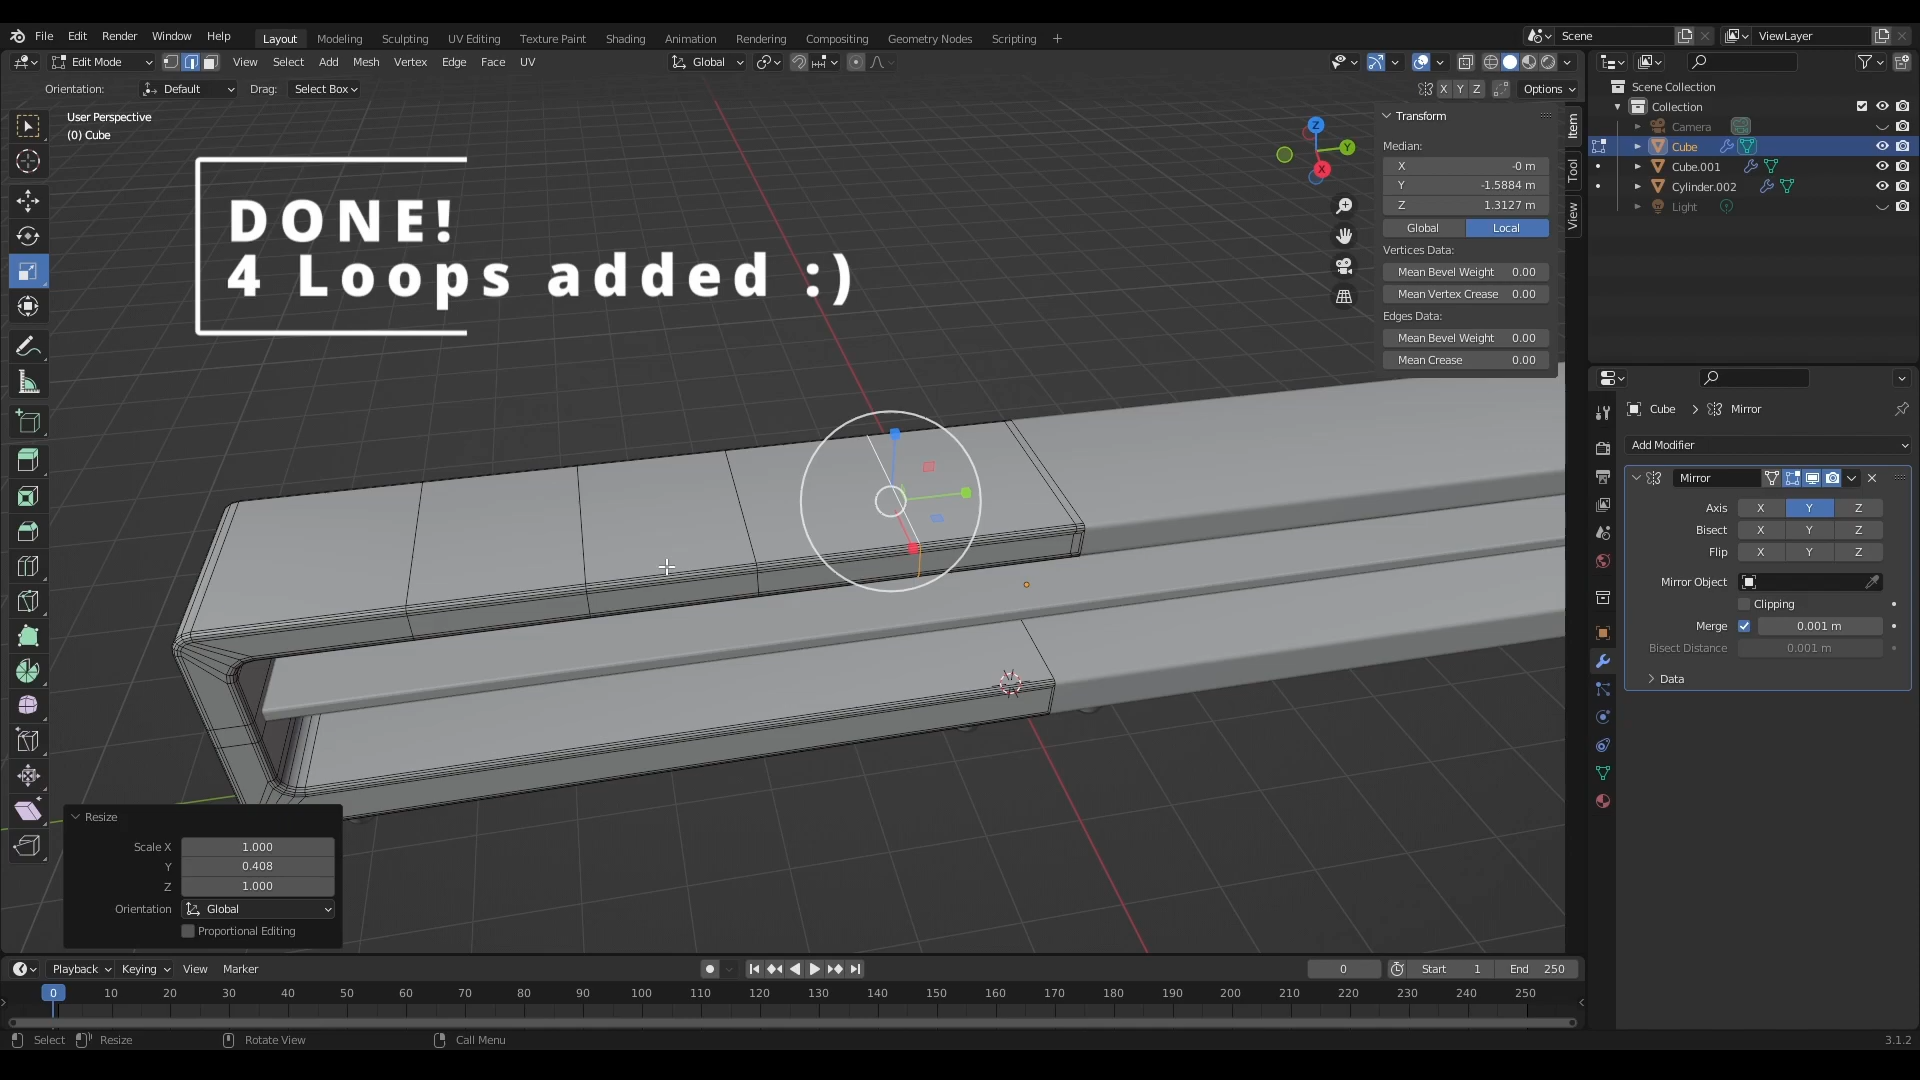 File Edit Render Window Help Layout Modeling Sculpting UV Editing Texture Paint Shading Animation Rendering Compositing Geometry Nodes Scripting + Scene ViewLayer
Edit Mode View Select Add Mesh Vertex Edge Face UV Global
Orientation: Default Drag: Select Box X Y Z Options
User Perspective
(0) Cube
DONE!
4 Loops added :)
Z
Y
X
Transform
Median:
X -0 m
Y -1.5884 m
Z 1.3127 m
Global Local
Vertices Data:
Mean Bevel Weight 0.00
Mean Vertex Crease 0.00
Edges Data:
Mean Bevel Weight 0.00
Mean Crease 0.00
Item
Tool
View
Scene Collection
Collection
Camera
Cube
Cube.001
Cylinder.002
Light
Cube > Mirror
Add Modifier
Mirror
Axis X Y Z
Bisect X Y Z
Flip X Y Z
Mirror Object
Clipping
Merge 0.001 m
Bisect Distance 0.001 m
Data
Resize
Scale X 1.000
Y 0.408
Z 1.000
Orientation Global
Proportional Editing
Playback Keying View Marker 0 Start 1 End 250
0 10 20 30 40 50 60 70 80 90 100 110 120 130 140 150 160 170 180 190 200 210 220 230 240 250
Select Resize Rotate View Call Menu 3.1.2